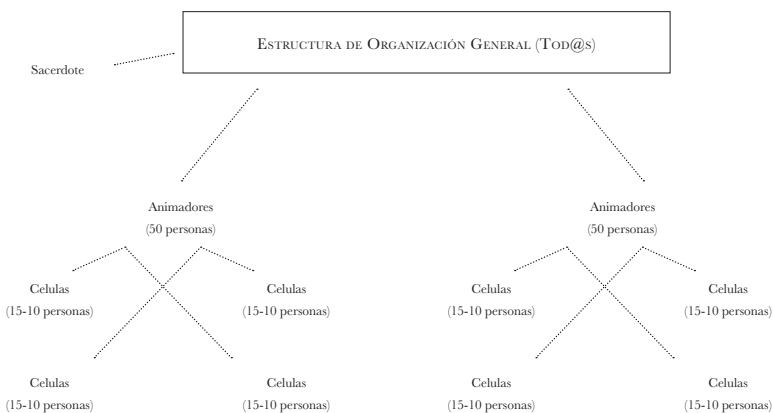 Estructura de Organización General (Tod@s)
Sacerdote
Animadores
(50 personas)
Animadores
(50 personas)
Celulas
(15-10 personas)
Celulas
(15-10 personas)
Celulas
(15-10 personas)
Celulas
(15-10 personas)
Celulas
(15-10 personas)
Celulas
(15-10 personas)
Celulas
(15-10 personas)
Celulas
(15-10 personas)